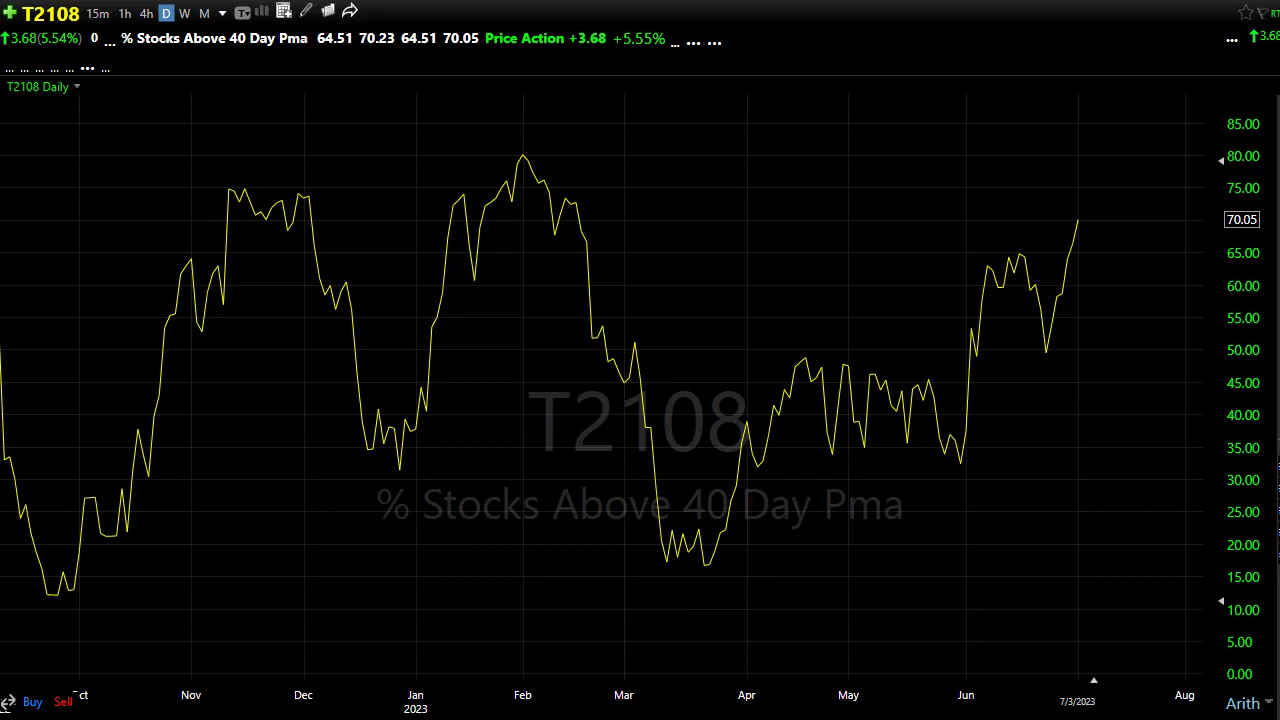 T2108 15m 1h 4h D W M T
3.68(5.54%) 0 ... % Stocks Above 40 Day Pma 64.51 70.23 64.51 70.05 Price Action +3.68 +5.55% ... ... ... ... 3.68
... ... ... ... ... ... ...
T2108 Daily
85.00
80.00
75.00
70.05
65.00
60.00
55.00
50.00
45.00
40.00
35.00
30.00
25.00
20.00
15.00
10.00
5.00
0.00
T2108
% Stocks Above 40 Day Pma
ct Nov Dec Jan Feb Mar Apr May Jun Aug
2023 7/3/2023
Buy Sell Arith